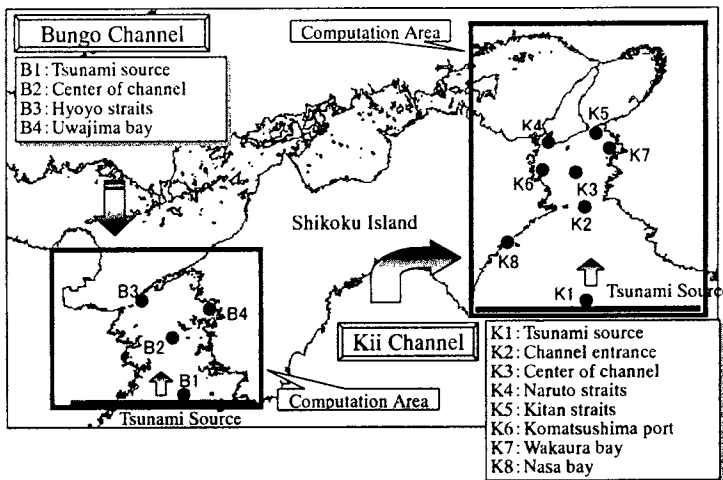 Bungo Channel
B1: Tsunami source
B2: Center of channel
B3: Hyoyo straits
B4: Uwajima bay
Computation Area
K4
K5
K7
K6
K3
K2
K8
K1
Tsunami Source
Shikoku Island
B3
B4
B2
B1
Tsunami Source
Kii Channel
Computation Area
K1: Tsunami source
K2: Channel entrance
K3: Center of channel
K4: Naruto straits
K5: Kitan straits
K6: Komatsushima port
K7: Wakaura bay
K8: Nasa bay